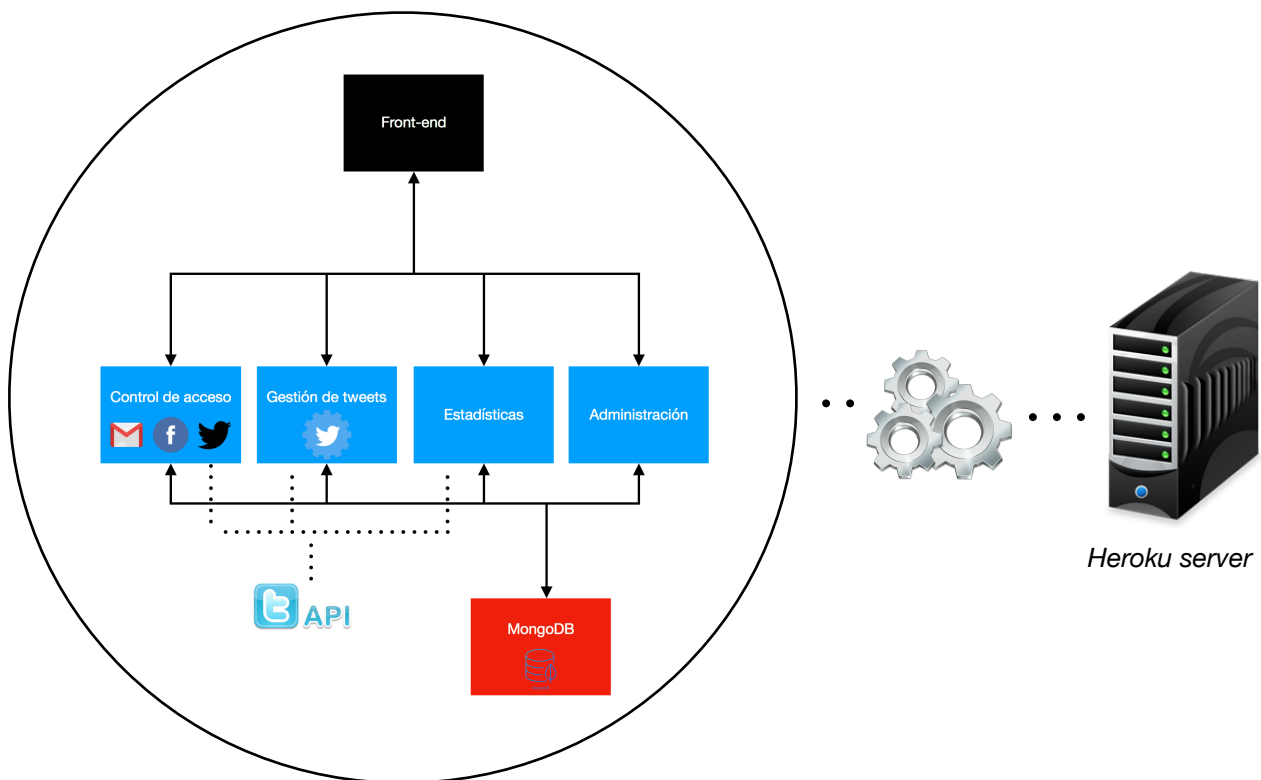 Front-end
Control de acceso
Gestión de tweets
Estadísticas
Administración
API
MongoDB
Heroku server